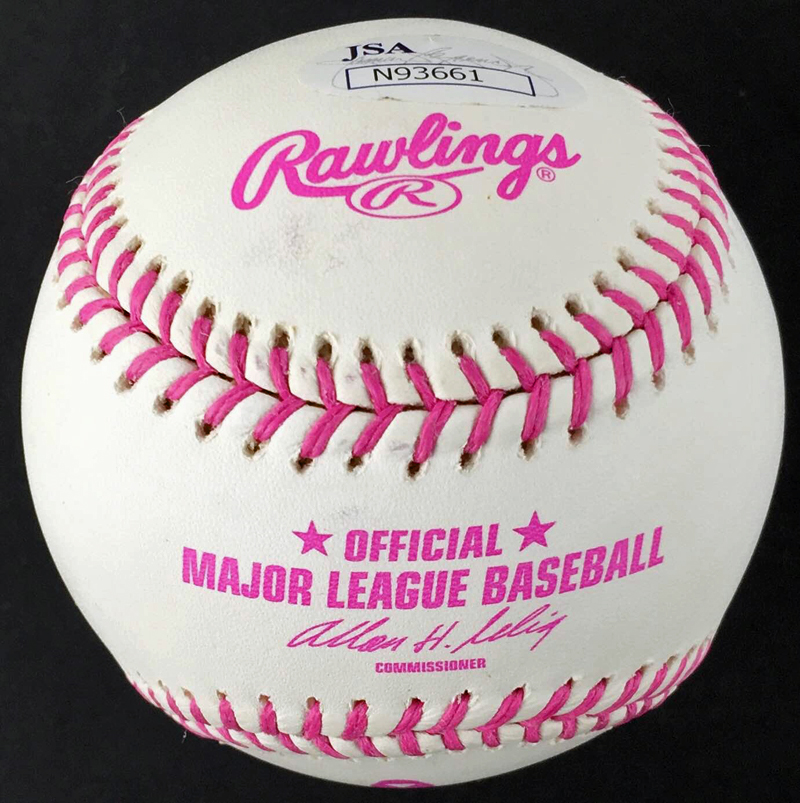 JSA
N93661
Rawlings ®
R
★ OFFICIAL ★
MAJOR LEAGUE BASEBALL
Allan H. Selig
COMMISSIONER